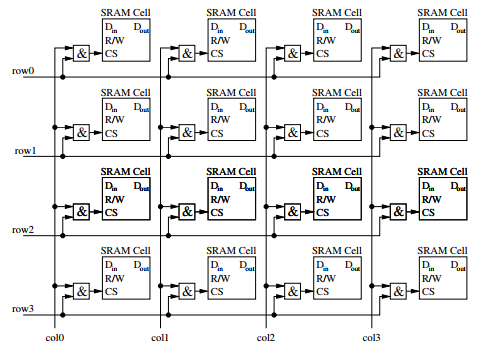 SRAM Cell SRAM Cell SRAM Cell SRAM Cell
Din Dout Din Dout Din Dout Din Dout
R/W R/W R/W R/W
& CS & CS & CS & CS
row0
SRAM Cell SRAM Cell SRAM Cell SRAM Cell
Din Dout Din Dout Din Dout Din Dout
R/W R/W R/W R/W
& CS & CS & CS & CS
row1
SRAM Cell SRAM Cell SRAM Cell SRAM Cell
Din Dout Din Dout Din Dout Din Dout
R/W R/W R/W R/W
& CS & CS & CS & CS
row2
SRAM Cell SRAM Cell SRAM Cell SRAM Cell
Din Dout Din Dout Din Dout Din Dout
R/W R/W R/W R/W
& CS & CS & CS & CS
row3
col0 col1 col2 col3